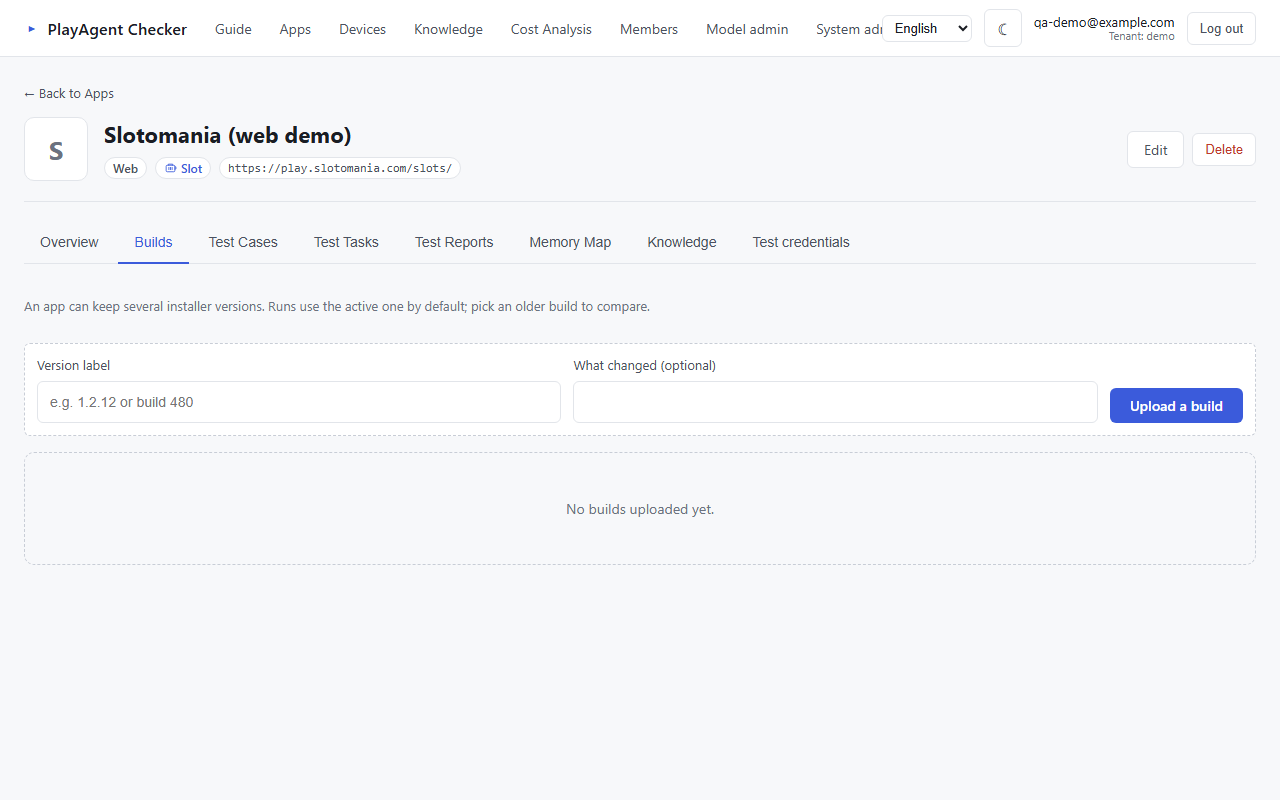 PlayAgent Checker Guide Apps Devices Knowledge Cost Analysis Members Model admin System adr English qa-demo@example.com Log out
Tenant: demo
← Back to Apps
S
Slotomania (web demo)
Web Slot https://play.slotomania.com/slots/
Edit Delete
Overview Builds Test Cases Test Tasks Test Reports Memory Map Knowledge Test credentials
An app can keep several installer versions. Runs use the active one by default; pick an older build to compare.
Version label What changed (optional)
e.g. 1.2.12 or build 480
Upload a build
No builds uploaded yet.